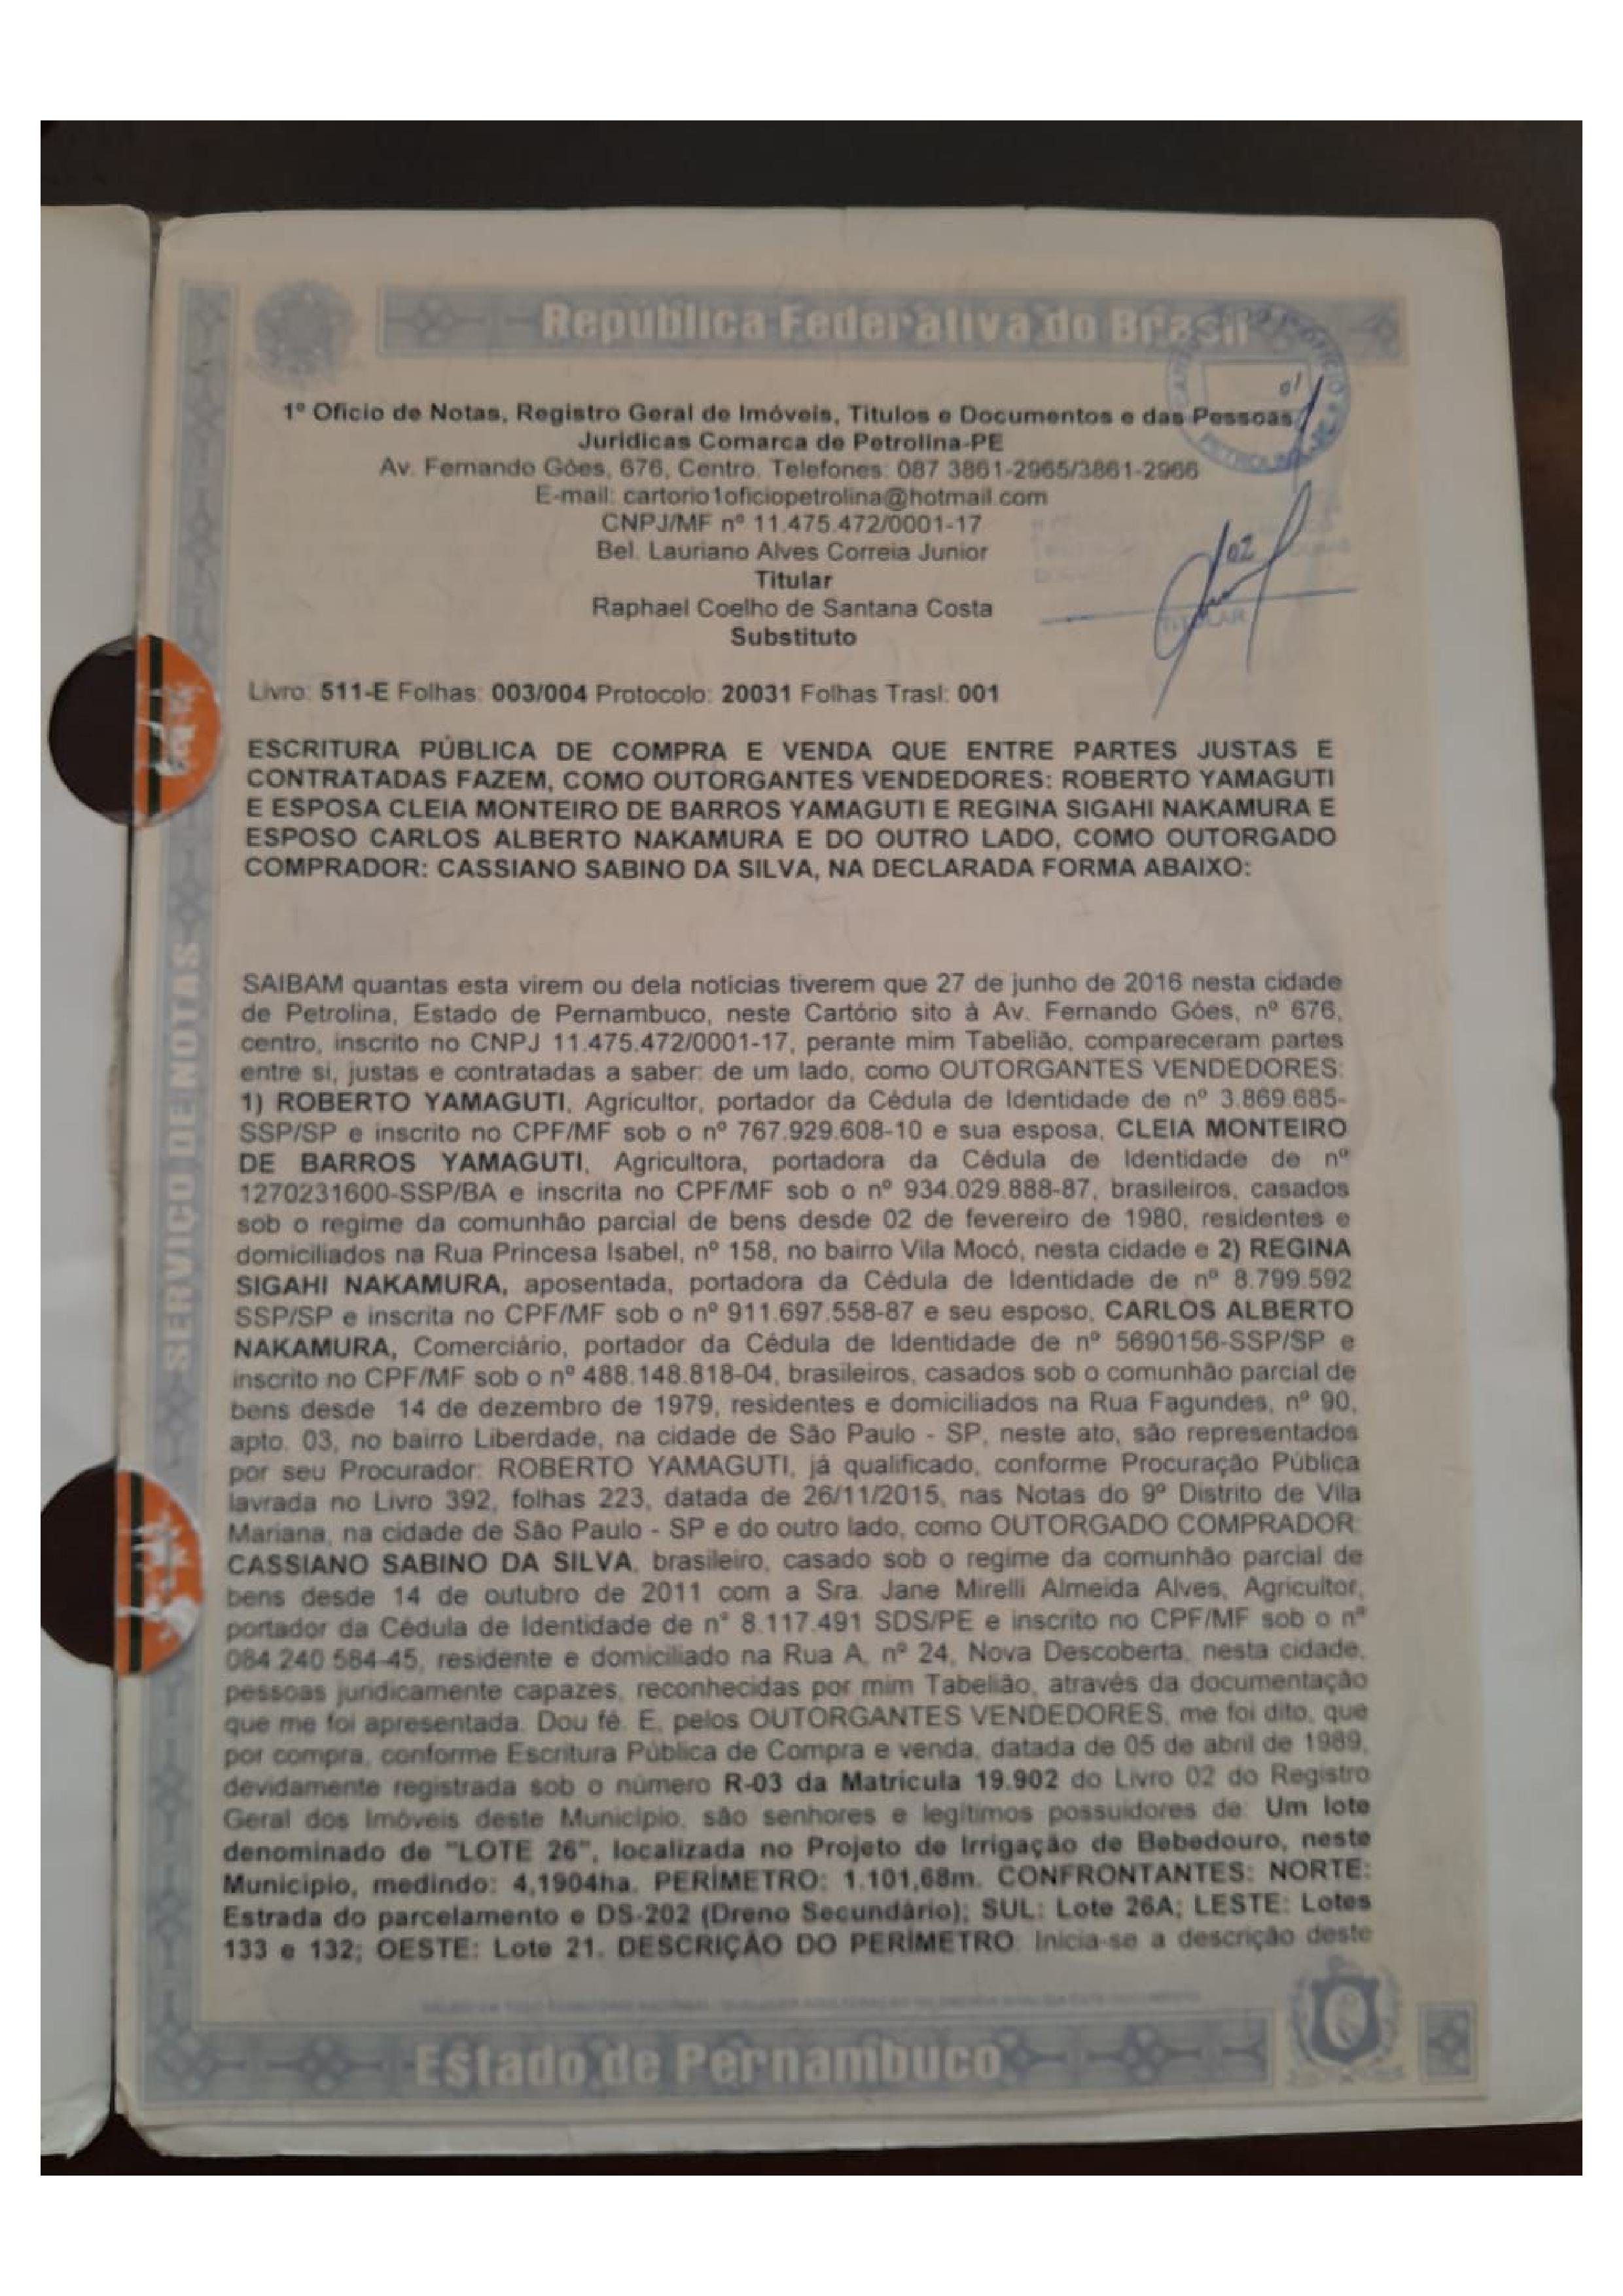 República Federativa do Brasil
01
1º Ofício de Notas, Registro Geral de Imóveis, Títulos e Documentos e das Pessoas
Jurídicas Comarca de Petrolina-PE
Av. Fernando Góes, 676, Centro. Telefones: 087 3861-2965/3861-2966
E-mail: cartorio1oficiopetrolina@hotmail.com
CNPJ/MF nº 11.475.472/0001-17
Bel. Lauriano Alves Correia Junior
02
Titular
Raphael Coelho de Santana Costa
TITULAR
Substituto
Livro: 511-E Folhas: 003/004 Protocolo: 20031 Folhas Trasl: 001
ESCRITURA PÚBLICA DE COMPRA E VENDA QUE ENTRE PARTES JUSTAS E
CONTRATADAS FAZEM, COMO OUTORGANTES VENDEDORES: ROBERTO YAMAGUTI
E ESPOSA CLEIA MONTEIRO DE BARROS YAMAGUTI E REGINA SIGAHI NAKAMURA E
ESPOSO CARLOS ALBERTO NAKAMURA E DO OUTRO LADO, COMO OUTORGADO
COMPRADOR: CASSIANO SABINO DA SILVA, NA DECLARADA FORMA ABAIXO:
SERVIÇO DE NOTAS
SAIBAM quantas esta virem ou dela notícias tiverem que 27 de junho de 2016 nesta cidade
de Petrolina, Estado de Pernambuco, neste Cartório sito à Av. Fernando Góes, nº 676,
centro, inscrito no CNPJ 11.475.472/0001-17, perante mim Tabelião, compareceram partes
entre si, justas e contratadas a saber: de um lado, como OUTORGANTES VENDEDORES:
1) ROBERTO YAMAGUTI, Agricultor, portador da Cédula de Identidade de nº 3.869.685-
SSP/SP e inscrito no CPF/MF sob o nº 767.929.608-10 e sua esposa, CLEIA MONTEIRO
DE BARROS YAMAGUTI, Agricultora, portadora da Cédula de Identidade de nº
1270231600-SSP/BA e inscrita no CPF/MF sob o nº 934.029.888-87, brasileiros, casados
sob o regime da comunhão parcial de bens desde 02 de fevereiro de 1980, residentes e
domiciliados na Rua Princesa Isabel, nº 158, no bairro Vila Mocó, nesta cidade e 2) REGINA
SIGAHI NAKAMURA, aposentada, portadora da Cédula de Identidade de nº 8.799.592
SSP/SP e inscrita no CPF/MF sob o nº 911.697.558-87 e seu esposo, CARLOS ALBERTO
NAKAMURA, Comerciário, portador da Cédula de Identidade de nº 5690156-SSP/SP e
inscrito no CPF/MF sob o nº 488.148.818-04, brasileiros, casados sob o comunhão parcial de
bens desde 14 de dezembro de 1979, residentes e domiciliados na Rua Fagundes, nº 90,
apto. 03, no bairro Liberdade, na cidade de São Paulo - SP, neste ato, são representados
por seu Procurador: ROBERTO YAMAGUTI, já qualificado, conforme Procuração Pública
lavrada no Livro 392, folhas 223, datada de 26/11/2015, nas Notas do 9º Distrito de Vila
Mariana, na cidade de São Paulo - SP e do outro lado, como OUTORGADO COMPRADOR:
CASSIANO SABINO DA SILVA, brasileiro, casado sob o regime da comunhão parcial de
bens desde 14 de outubro de 2011 com a Sra. Jane Mirelli Almeida Alves, Agricultor,
portador da Cédula de Identidade de n° 8.117.491 SDS/PE e inscrito no CPF/MF sob o nº
084.240.584-45, residente e domiciliado na Rua A, nº 24, Nova Descoberta, nesta cidade,
pessoas juridicamente capazes, reconhecidas por mim Tabelião, através da documentação
que me foi apresentada. Dou fé. E, pelos OUTORGANTES VENDEDORES, me foi dito, que
por compra, conforme Escritura Pública de Compra e venda, datada de 05 de abril de 1989,
devidamente registrada sob o número R-03 da Matrícula 19.902 do Livro 02 do Registro
Geral dos Imóveis deste Município, são senhores e legítimos possuidores de: Um lote
denominado de "LOTE 26", localizada no Projeto de Irrigação de Bebedouro, neste
Município, medindo: 4,1904ha. PERÍMETRO: 1.101,68m. CONFRONTANTES: NORTE:
Estrada do parcelamento e DS-202 (Dreno Secundário); SUL: Lote 26A; LESTE: Lotes
133 e 132; OESTE: Lote 21. DESCRIÇÃO DO PERÍMETRO: Inicia-se a descrição deste
Estado de Pernambuco